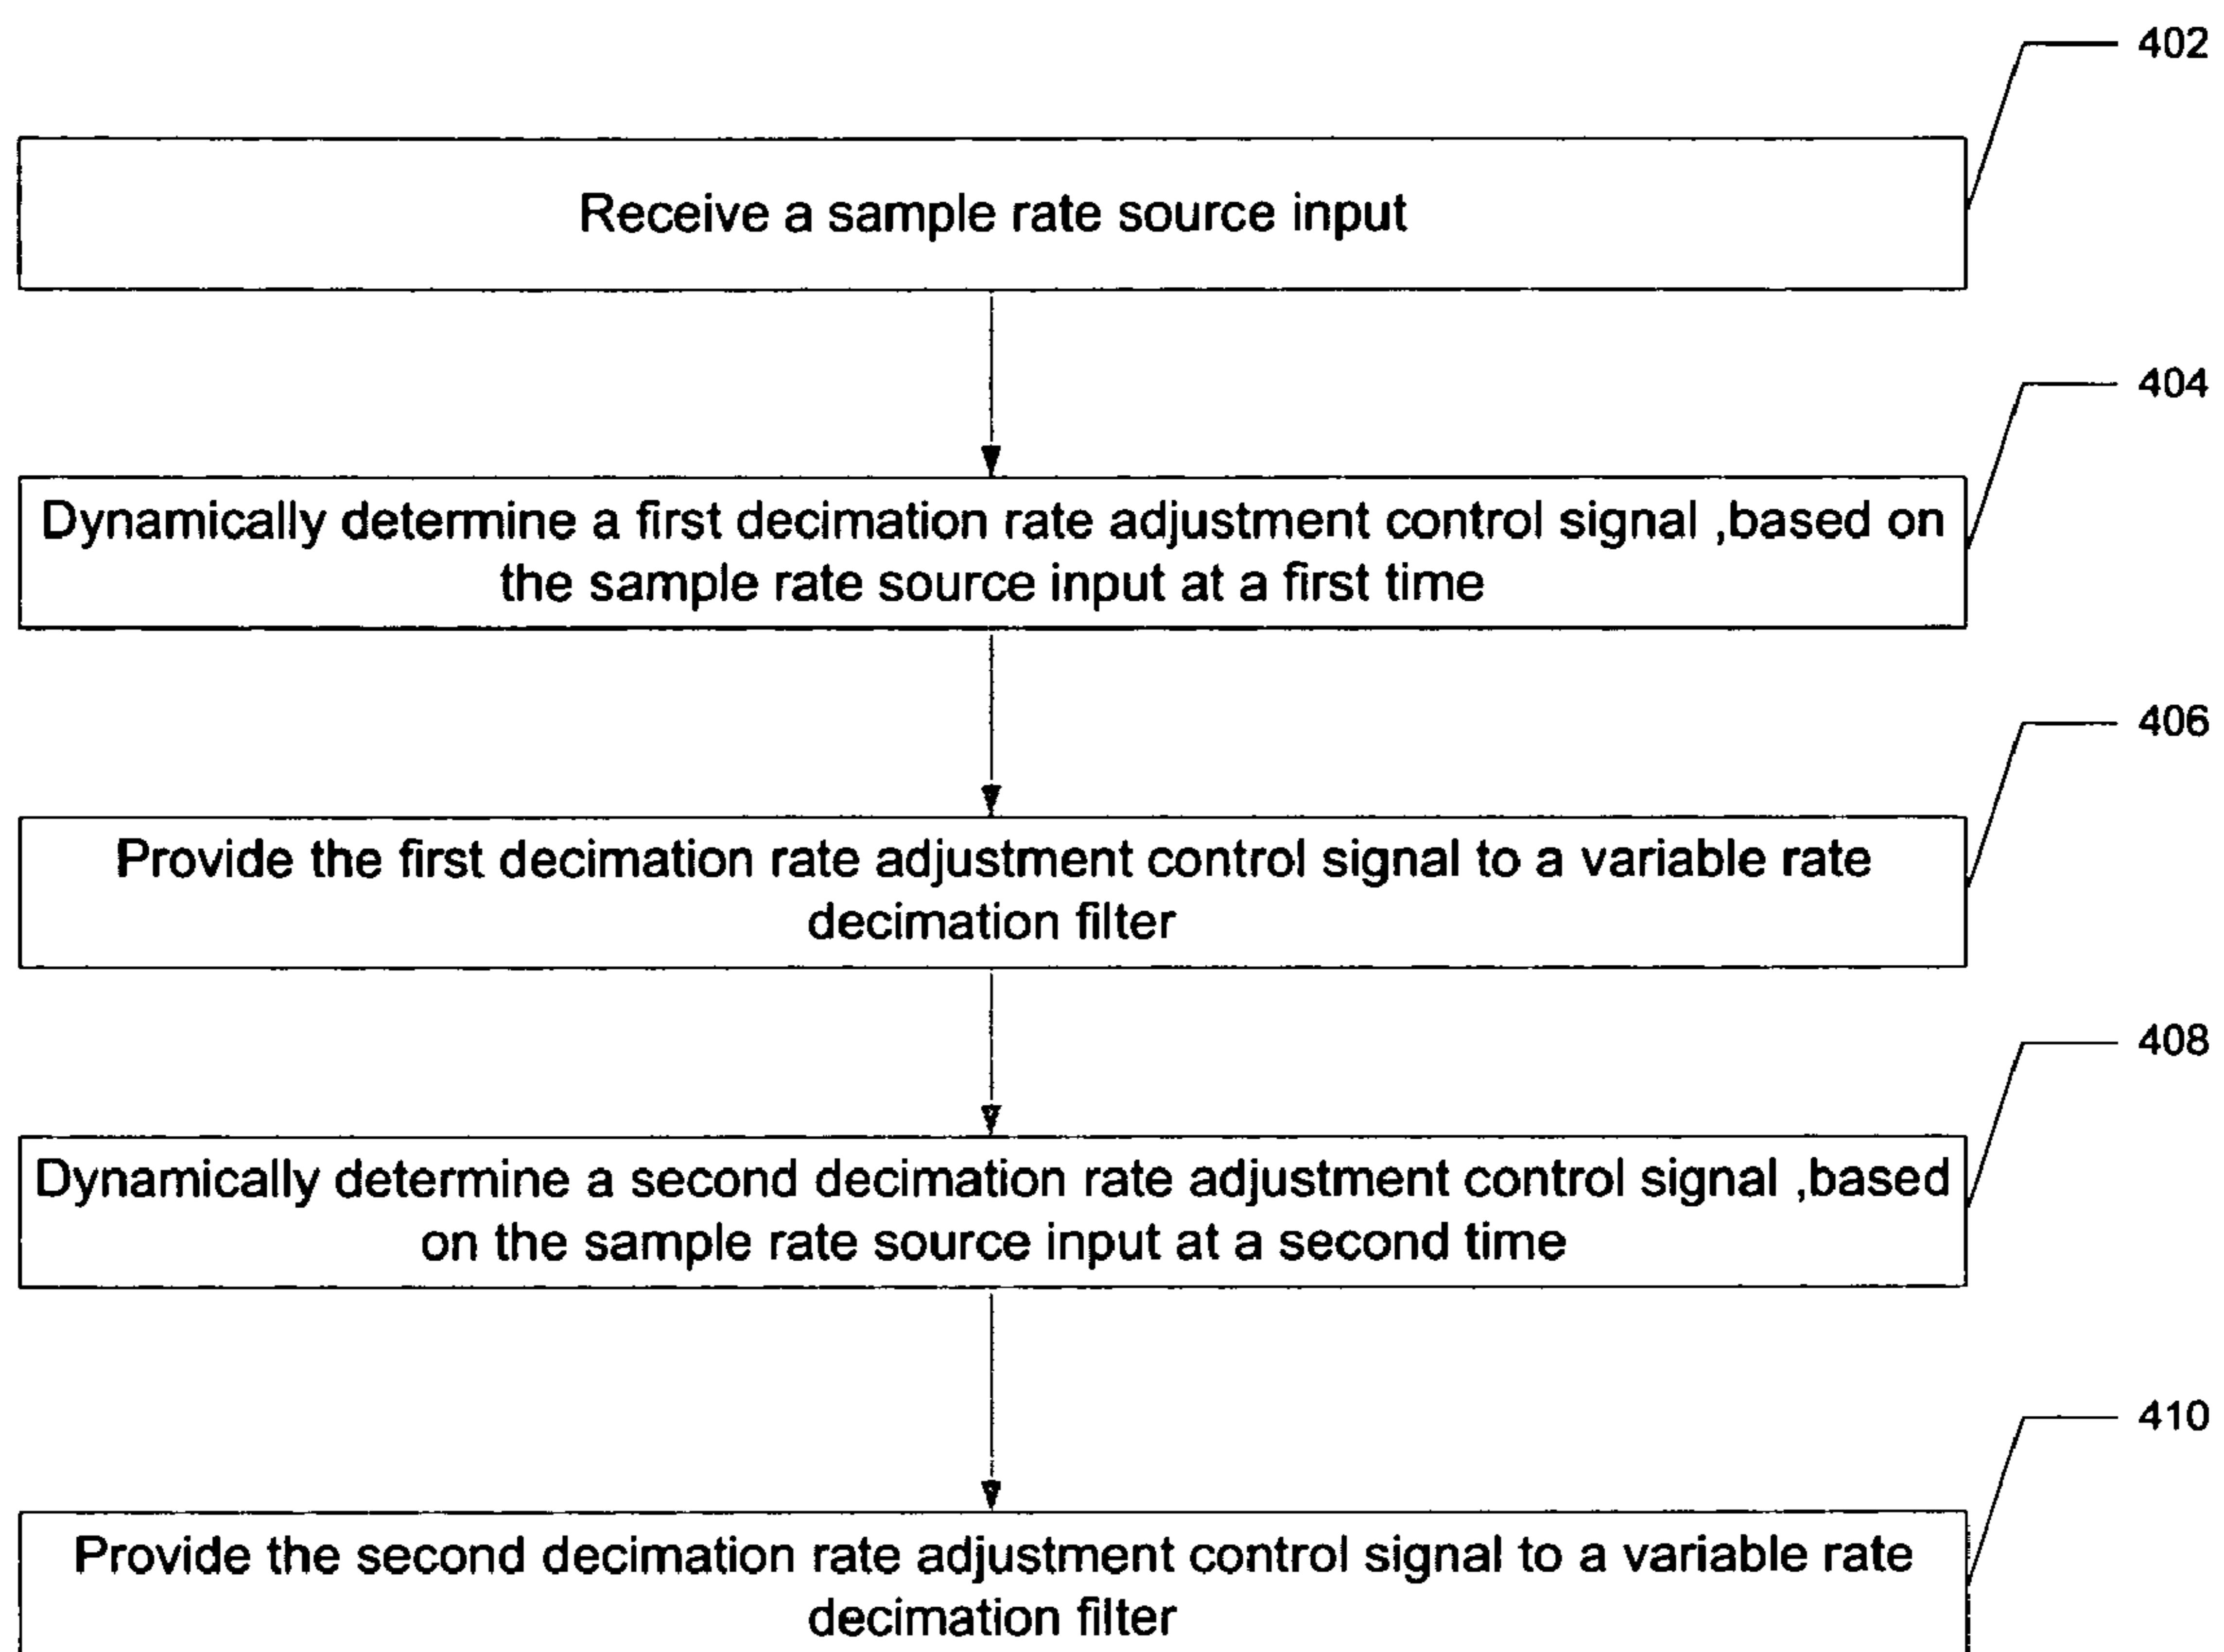 402
Receive a sample rate source input
404
Dynamically determine a first decimation rate adjustment control signal ,based on
the sample rate source input at a first time
406
Provide the first decimation rate adjustment control signal to a variable rate
decimation filter
408
Dynamically determine a second decimation rate adjustment control signal ,based
on the sample rate source input at a second time
410
Provide the second decimation rate adjustment control signal to a variable rate
decimation filter